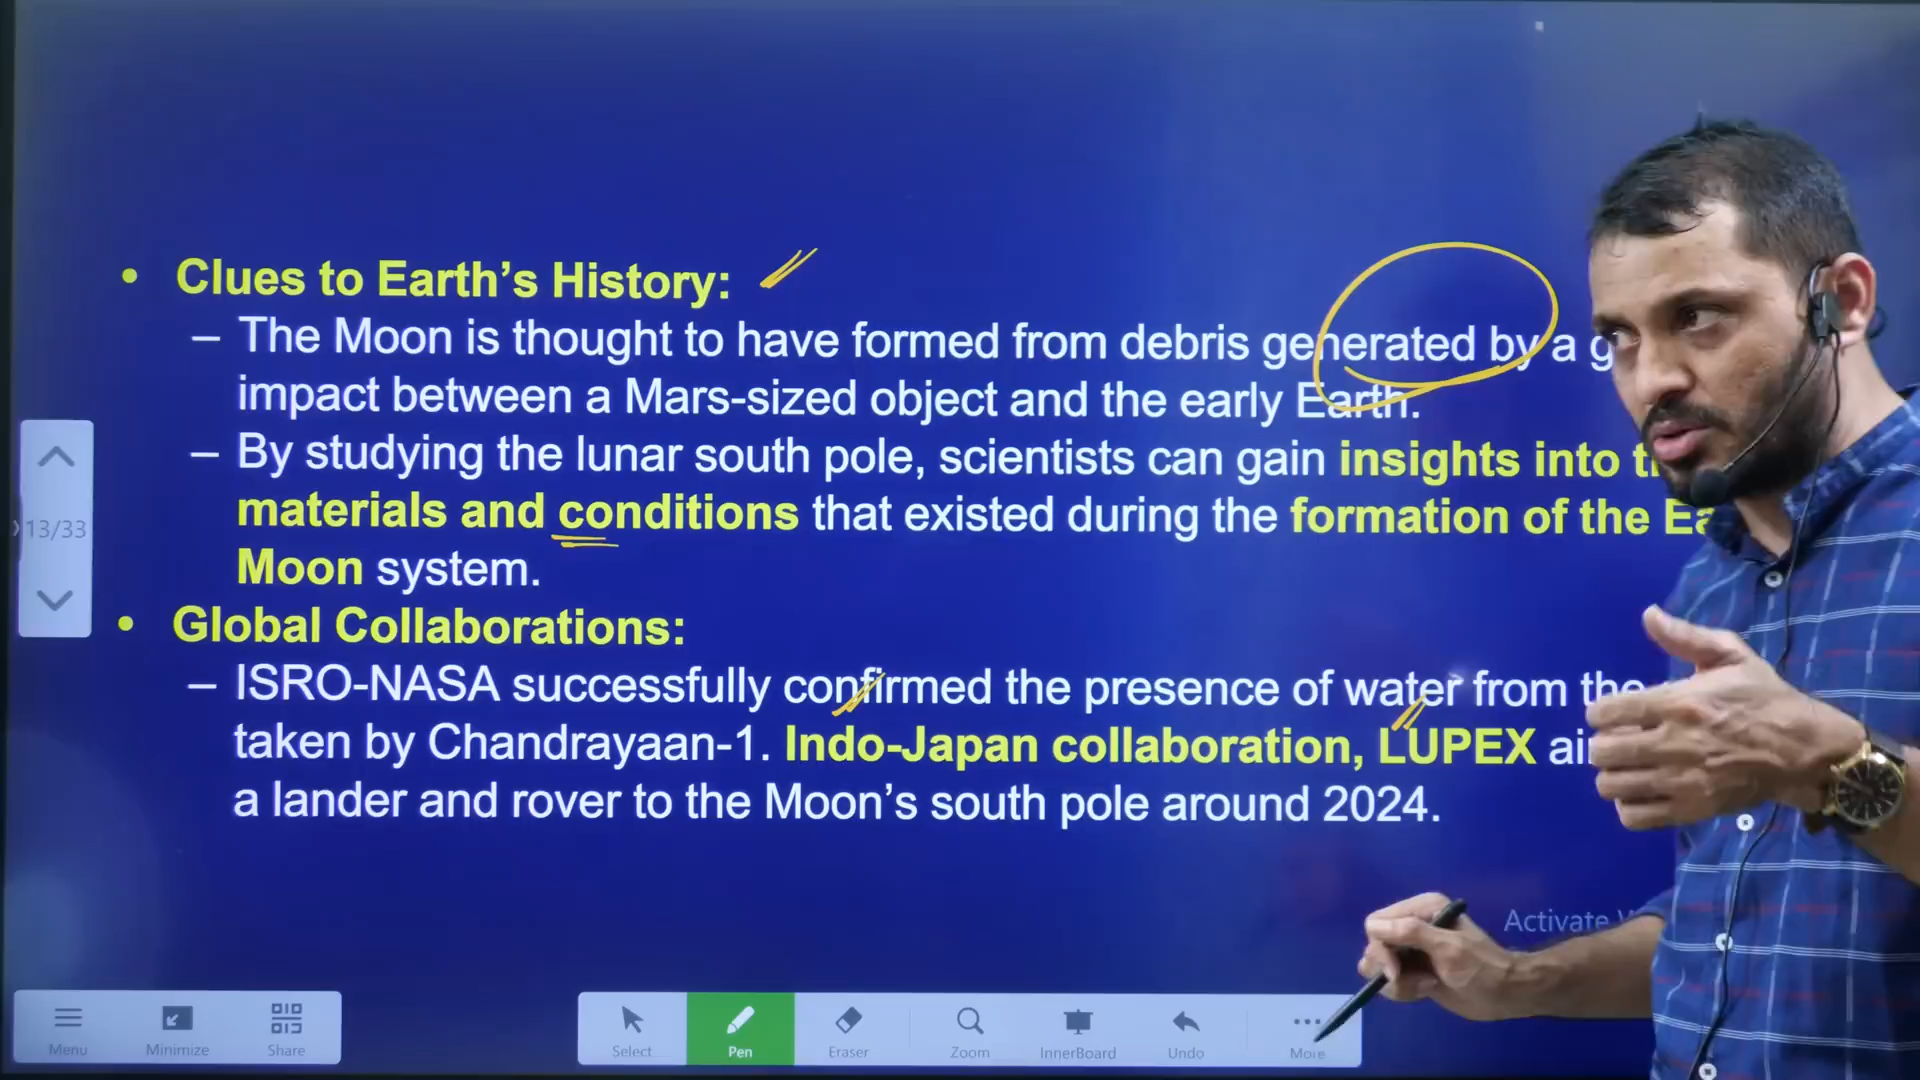 • Clues to Earth's History:
– The Moon is thought to have formed from debris generated by a
impact between a Mars-sized object and the early Earth.
– By studying the lunar south pole, scientists can gain insights into
materials and conditions that existed during the formation of the
Moon system.
• Global Collaborations:
– ISRO-NASA successfully confirmed the presence of water from the
taken by Chandrayaan-1. Indo-Japan collaboration, LUPEX
a lander and rover to the Moon's south pole around 2024.
13/33
Activate
Menu Minimize Share Select Pen Eraser Zoom InnerBoard Undo More